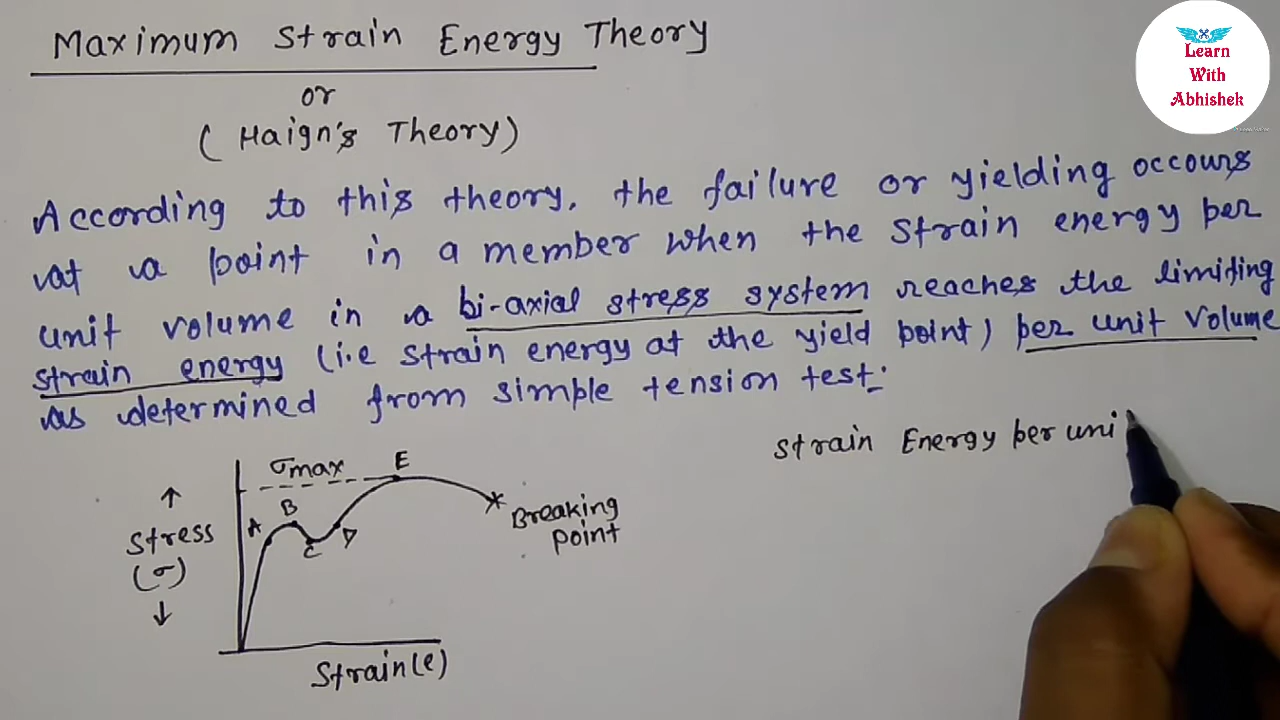 Maximum Strain Energy Theory
or
( Haign's Theory)
According to this theory, the failure or yielding occours
at a point in a member when the strain energy per
unit volume in a bi-axial stress system reaches the limiting
strain energy (i.e strain energy at the yield point) per unit volume
as determined from simple tension test:
Strain Energy per uni
σmax
E
B
A
C
D
Breaking
point
↑
Stress
(σ)
↓
Strain(e)
Learn
With
Abhishek